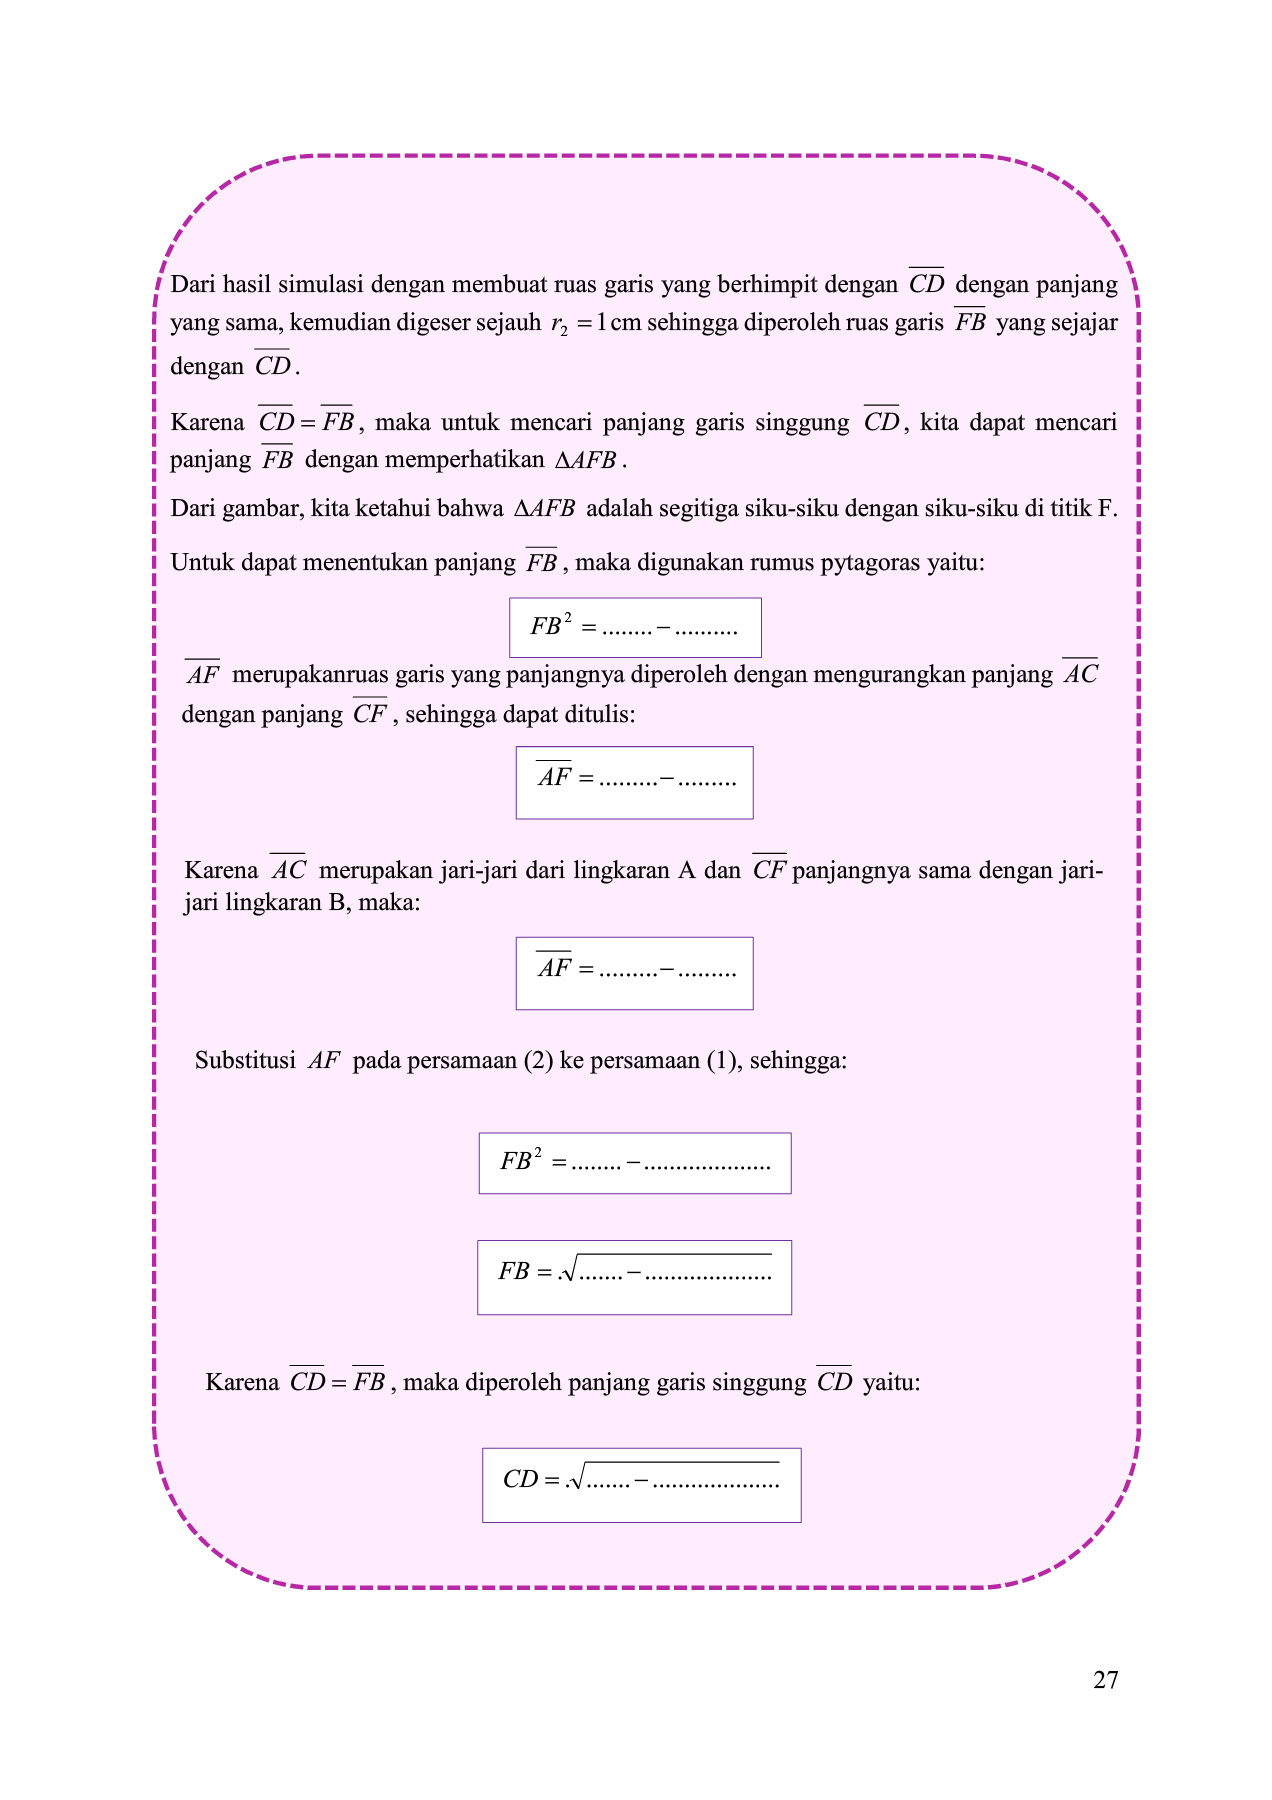 Dari hasil simulasi dengan membuat ruas garis yang berhimpit dengan $\overline{CD}$ dengan panjang
yang sama, kemudian digeser sejauh $r_2 = 1\text{cm}$ sehingga diperoleh ruas garis $\overline{FB}$ yang sejajar
dengan $\overline{CD}$.
Karena $\overline{CD} = \overline{FB}$, maka untuk mencari panjang garis singgung $\overline{CD}$, kita dapat mencari
panjang $\overline{FB}$ dengan memperhatikan $\Delta AFB$.
Dari gambar, kita ketahui bahwa $\Delta AFB$ adalah segitiga siku-siku dengan siku-siku di titik F.
Untuk dapat menentukan panjang $\overline{FB}$, maka digunakan rumus pytagoras yaitu:
$FB^2 = ........ - ..........$
$\overline{AF}$ merupakanruas garis yang panjangnya diperoleh dengan mengurangkan panjang $\overline{AC}$
dengan panjang $\overline{CF}$, sehingga dapat ditulis:
$\overline{AF} = ......... - .........$
Karena $\overline{AC}$ merupakan jari-jari dari lingkaran A dan $\overline{CF}$ panjangnya sama dengan jari-
jari lingkaran B, maka:
$\overline{AF} = ......... - .........$
Substitusi $AF$ pada persamaan (2) ke persamaan (1), sehingga:
$FB^2 = ........ - ....................$
$FB = .\sqrt{....... - ....................}$
Karena $\overline{CD} = \overline{FB}$, maka diperoleh panjang garis singgung $\overline{CD}$ yaitu:
$CD = .\sqrt{....... - ....................}$
27